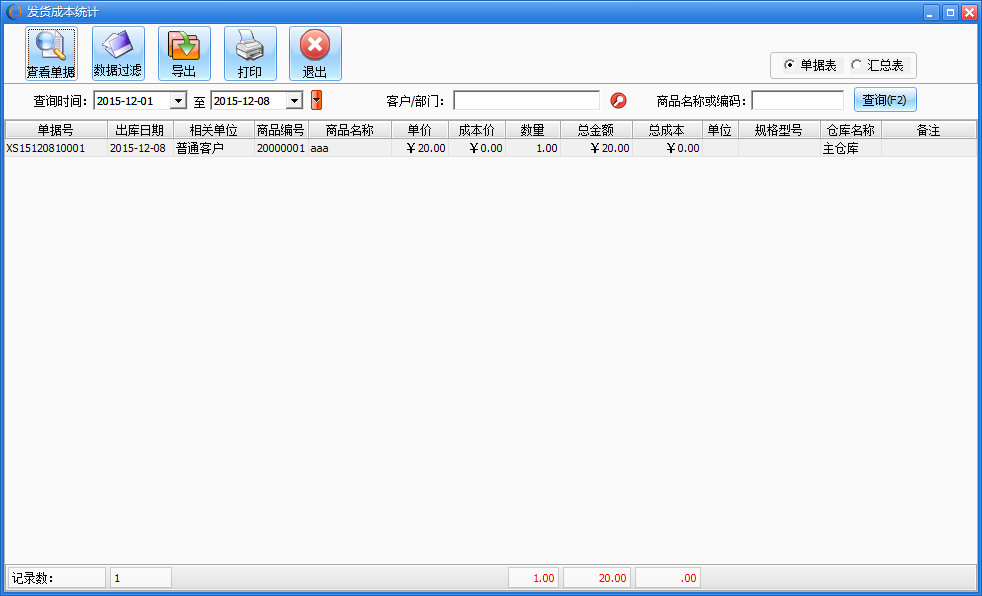 发货成本统计
查看单据 数据过滤 导出 打印 退出
单据表 汇总表
查询时间： 2015-12-01 至 2015-12-08 客户/部门： 商品名称或编码： 查询(F2)
单据号 出库日期 相关单位 商品编号 商品名称 单价 成本价 数量 总金额 总成本 单位 规格型号 仓库名称 备注
XS15120810001 2015-12-08 普通客户 20000001 aaa ￥20.00 ￥0.00 1.00 ￥20.00 ￥0.00 主仓库
记录数： 1 1.00 20.00 .00